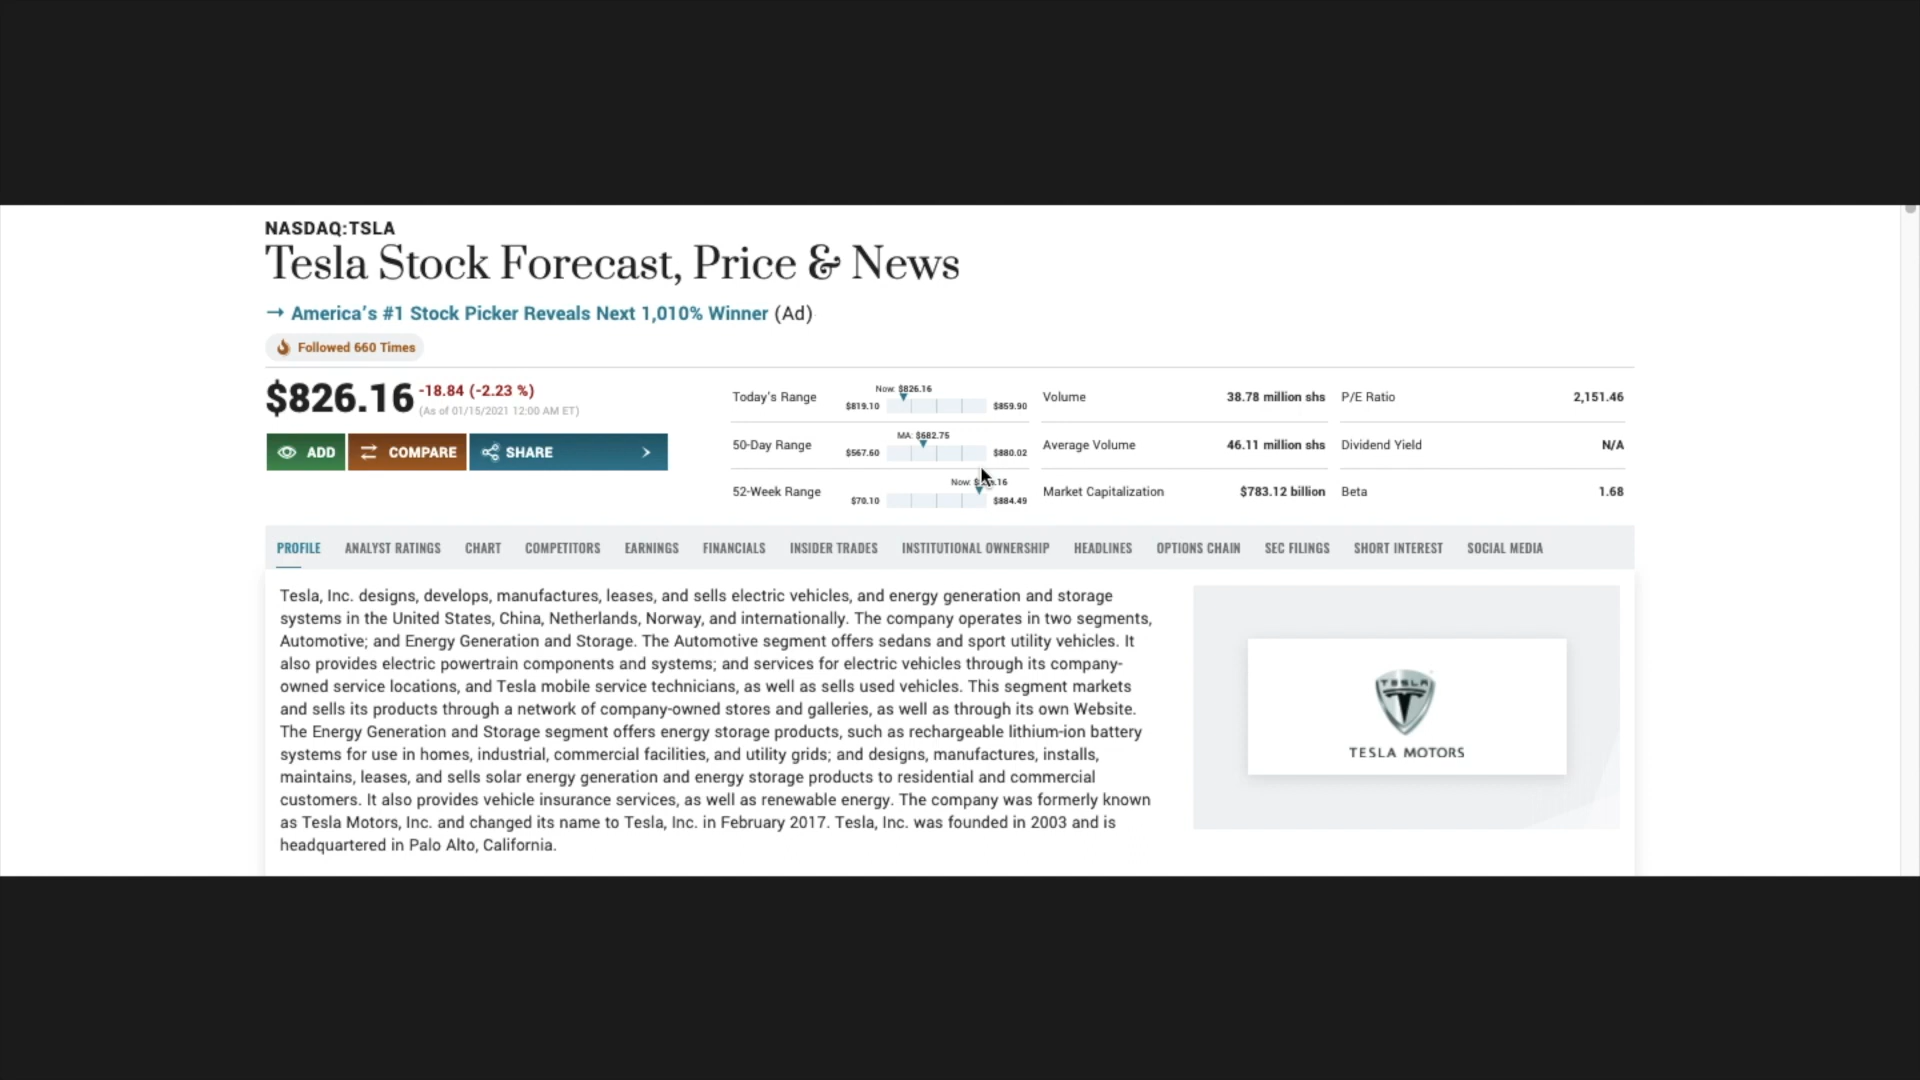 NASDAQ:TSLA
Tesla Stock Forecast, Price & News
→ America's #1 Stock Picker Reveals Next 1,010% Winner (Ad)
Followed 660 Times
$826.16 -18.84 (-2.23 %)
(As of 01/15/2021 12:00 AM ET)
ADD COMPARE SHARE
Today's Range Now: $826.16 $819.10 $859.90
50-Day Range MA: $682.75 $567.60 $880.02
52-Week Range Now: .16 $70.10 $884.49
Volume 38.78 million shs
Average Volume 46.11 million shs
Market Capitalization $783.12 billion
P/E Ratio 2,151.46
Dividend Yield N/A
Beta 1.68
PROFILE ANALYST RATINGS CHART COMPETITORS EARNINGS FINANCIALS INSIDER TRADES INSTITUTIONAL OWNERSHIP HEADLINES OPTIONS CHAIN SEC FILINGS SHORT INTEREST SOCIAL MEDIA
Tesla, Inc. designs, develops, manufactures, leases, and sells electric vehicles, and energy generation and storage
systems in the United States, China, Netherlands, Norway, and internationally. The company operates in two segments,
Automotive; and Energy Generation and Storage. The Automotive segment offers sedans and sport utility vehicles. It
also provides electric powertrain components and systems; and services for electric vehicles through its company-
owned service locations, and Tesla mobile service technicians, as well as sells used vehicles. This segment markets
and sells its products through a network of company-owned stores and galleries, as well as through its own Website.
The Energy Generation and Storage segment offers energy storage products, such as rechargeable lithium-ion battery
systems for use in homes, industrial, commercial facilities, and utility grids; and designs, manufactures, installs,
maintains, leases, and sells solar energy generation and energy storage products to residential and commercial
customers. It also provides vehicle insurance services, as well as renewable energy. The company was formerly known
as Tesla Motors, Inc. and changed its name to Tesla, Inc. in February 2017. Tesla, Inc. was founded in 2003 and is
headquartered in Palo Alto, California.
TESLA
TESLA MOTORS